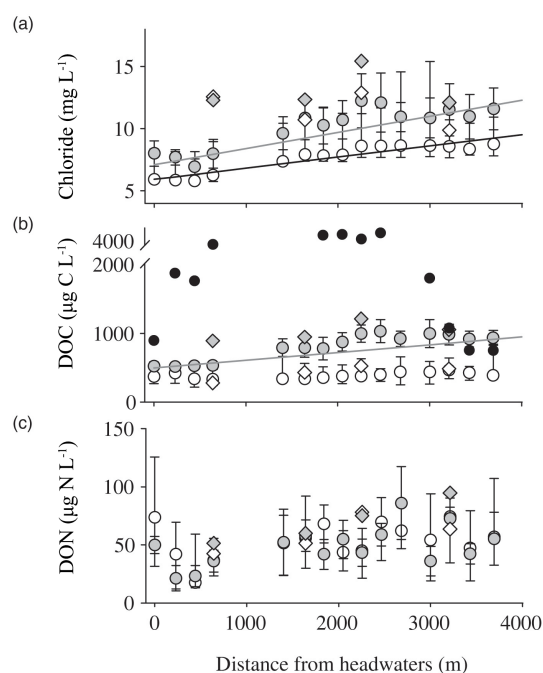 (a)
Chloride (mg L-1)
15
10
5
(b)
DOC (µg C L-1)
4000
2000
1000
0
(c)
DON (µg N L-1)
150
100
50
0
0 1000 2000 3000 4000
Distance from headwaters (m)